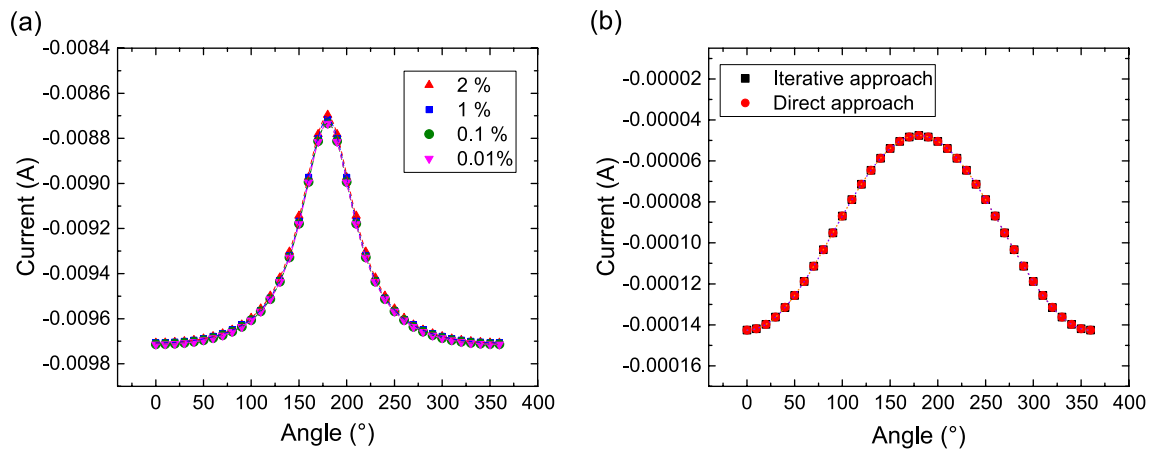 (a)
-0.0084
-0.0086
-0.0088
-0.0090
-0.0092
-0.0094
-0.0096
-0.0098
Current (A)
2 %
1 %
0.1 %
0.01%
0 50 100 150 200 250 300 350 400
Angle (°)
(b)
-0.00002
-0.00004
-0.00006
-0.00008
-0.00010
-0.00012
-0.00014
-0.00016
Current (A)
Iterative approach
Direct approach
0 50 100 150 200 250 300 350 400
Angle (°)